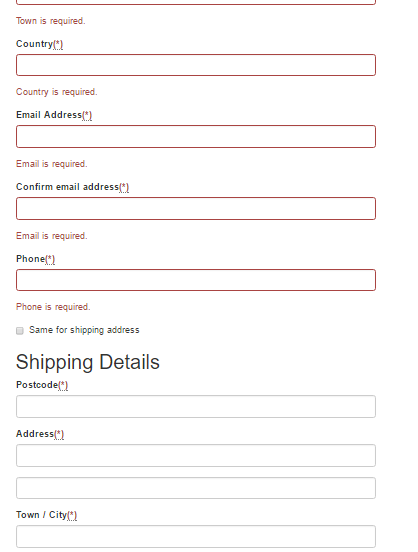 Town is required.
Country(*)
Country is required.
Email Address(*)
Email is required.
Confirm email address(*)
Email is required.
Phone(*)
Phone is required.
Same for shipping address
Shipping Details
Postcode(*)
Address(*)
Town / City(*)